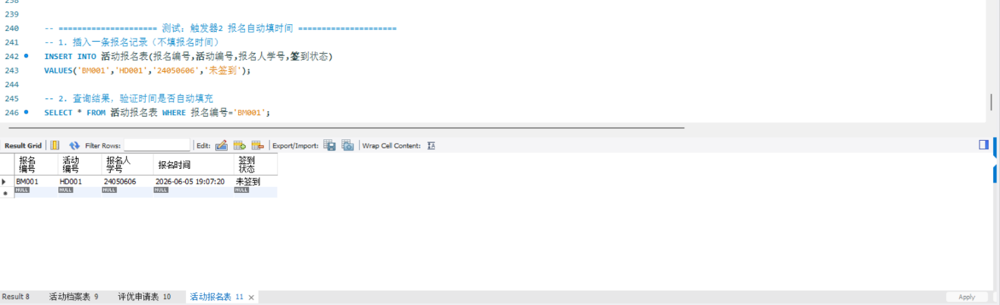 238
239
240 -- ===================== 测试：触发器2 报名自动填时间 =====================
241 -- 1. 插入一条报名记录（不填报名时间）
242 INSERT INTO 活动报名表(报名编号,活动编号,报名人学号,签到状态)
243 VALUES('BM001','HD001','24050606','未签到');
244
245 -- 2. 查询结果，验证时间是否自动填充
246 SELECT * FROM 活动报名表 WHERE 报名编号='BM001';
Result Grid Filter Rows: Edit: Export/Import: Wrap Cell Content:
报名编号 活动编号 报名人学号 报名时间 签到状态
BM001 HD001 24050606 2026-06-05 19:07:20 未签到
NULL NULL NULL NULL NULL
Result 8 活动档案表 9 评优申请表 10 活动报名表 11 Apply